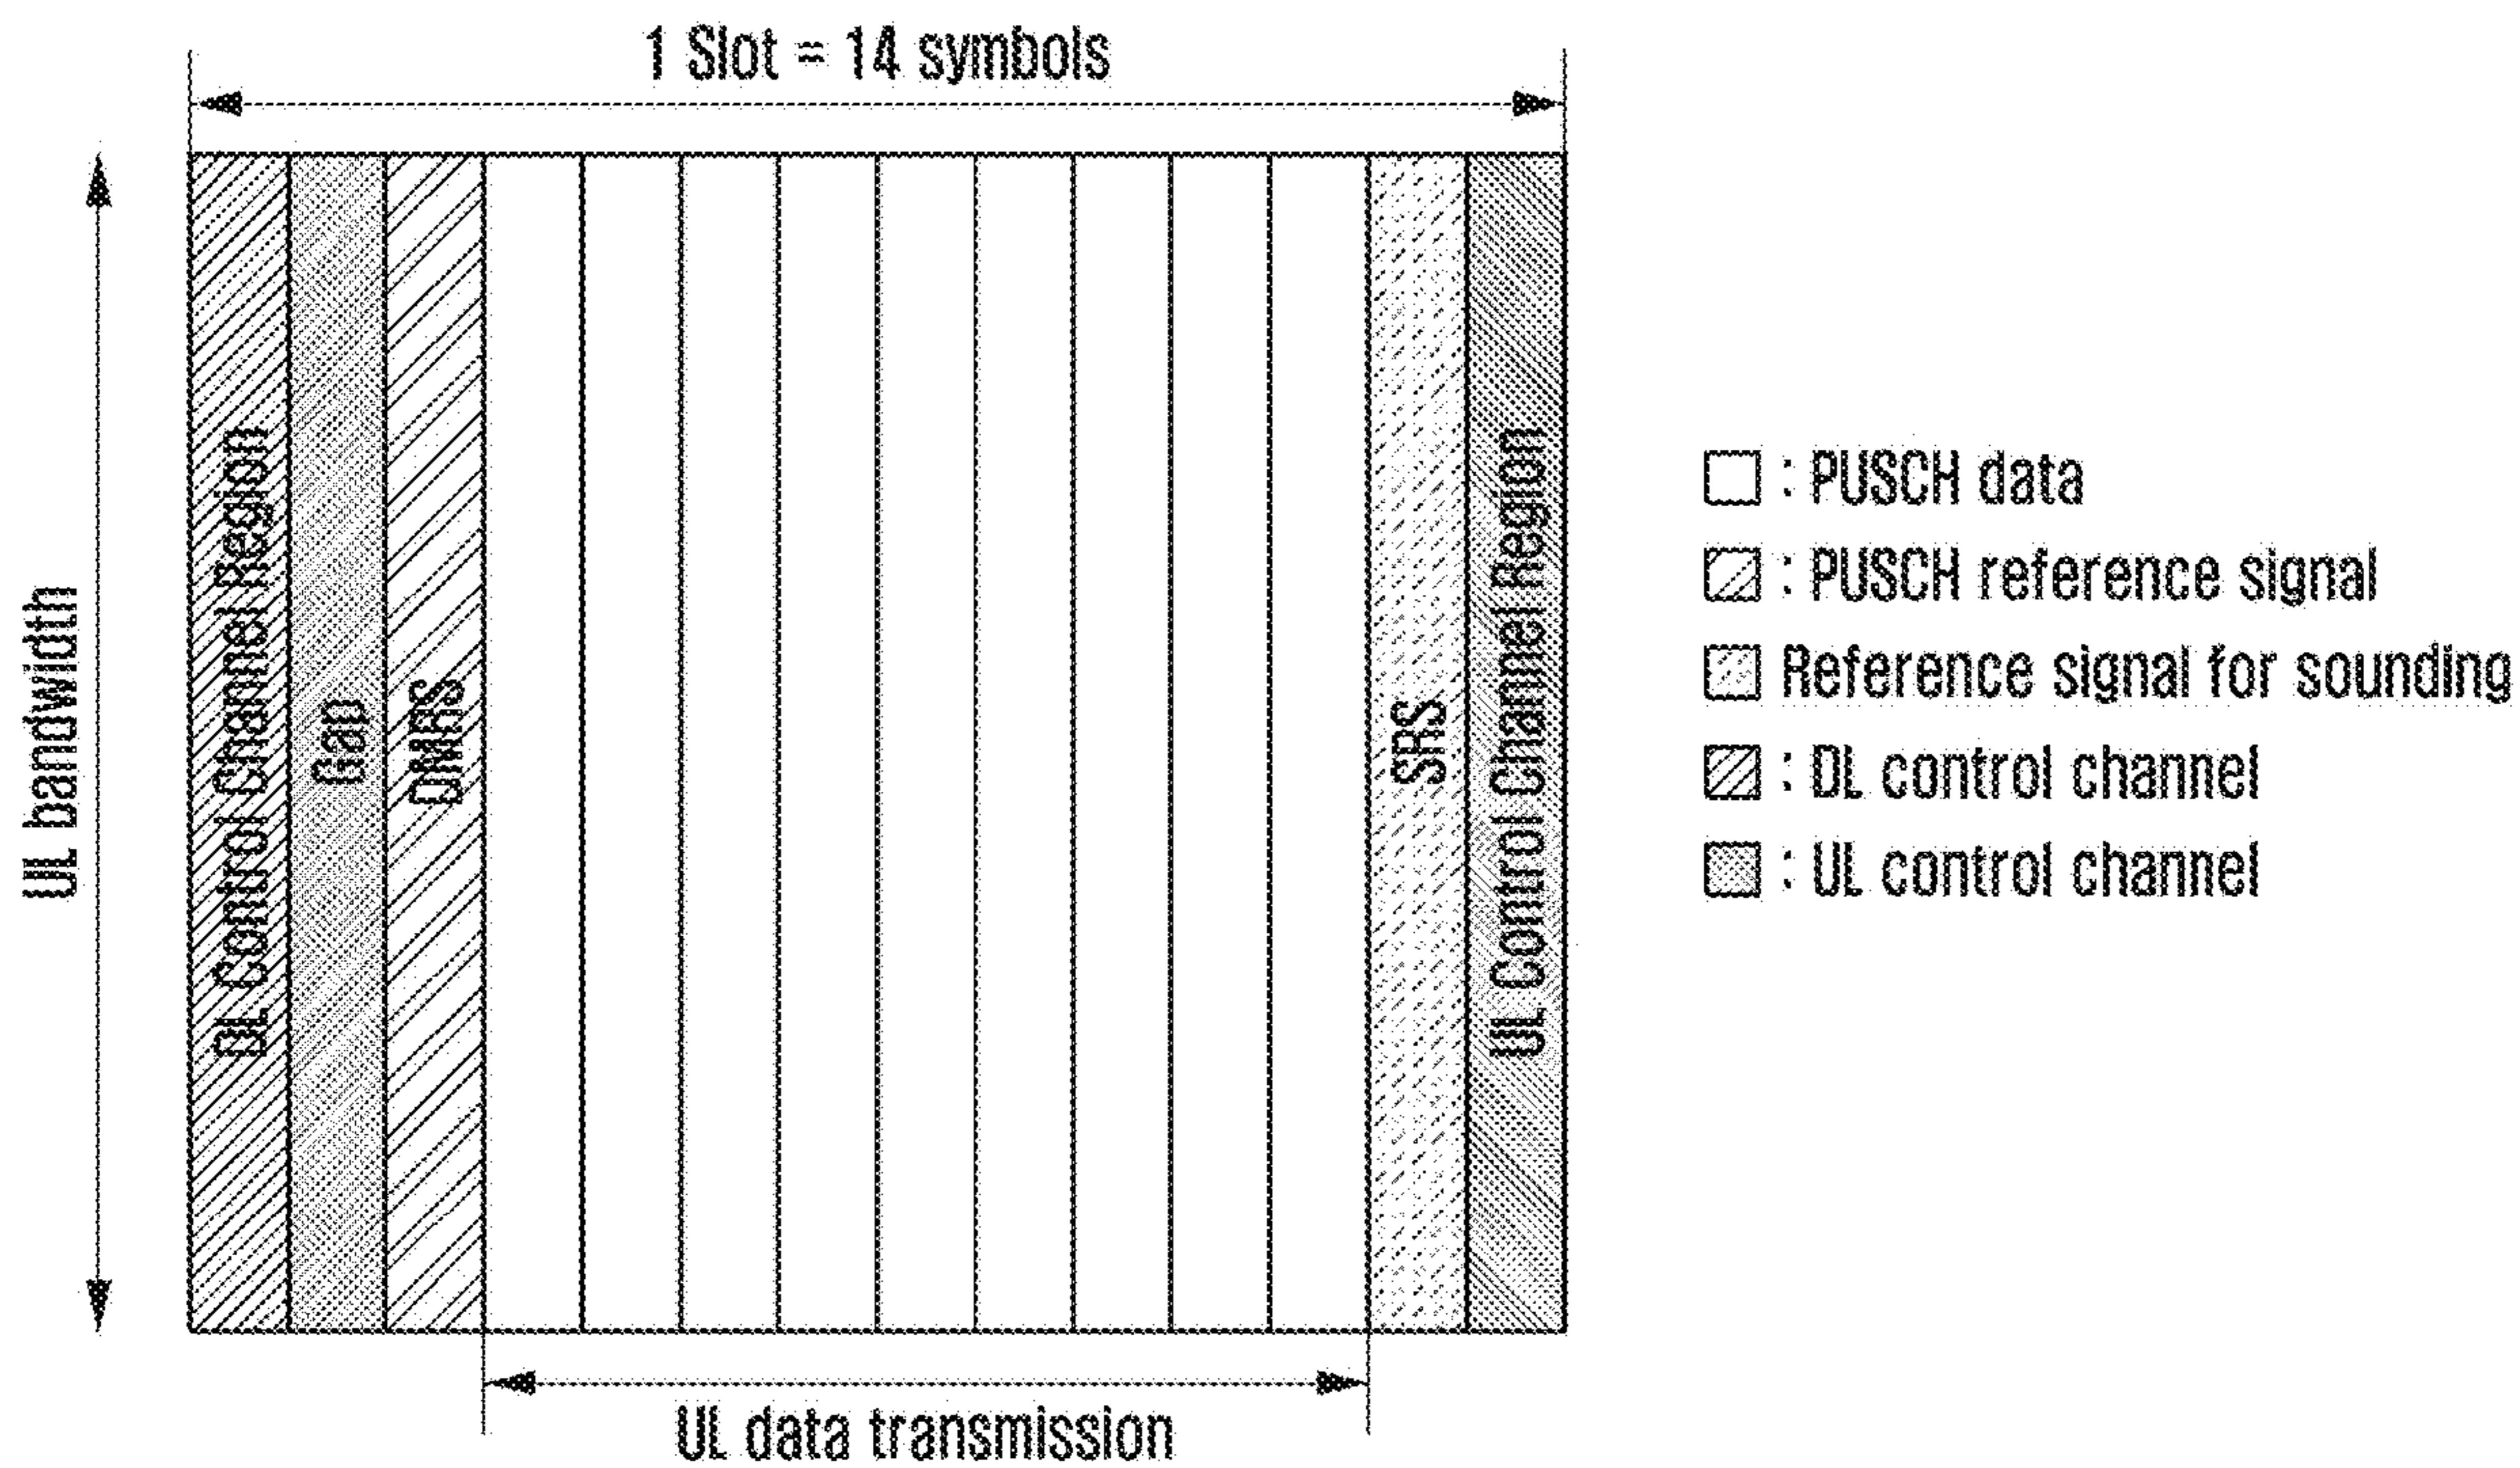 1 Slot = 14 symbols
UL bandwidth
DL Control Channel Region
Gap
DMRS
SRS
UL Control Channel Region
: PUSCH data
: PUSCH reference signal
Reference signal for sounding
: DL control channel
: UL control channel
UL data transmission